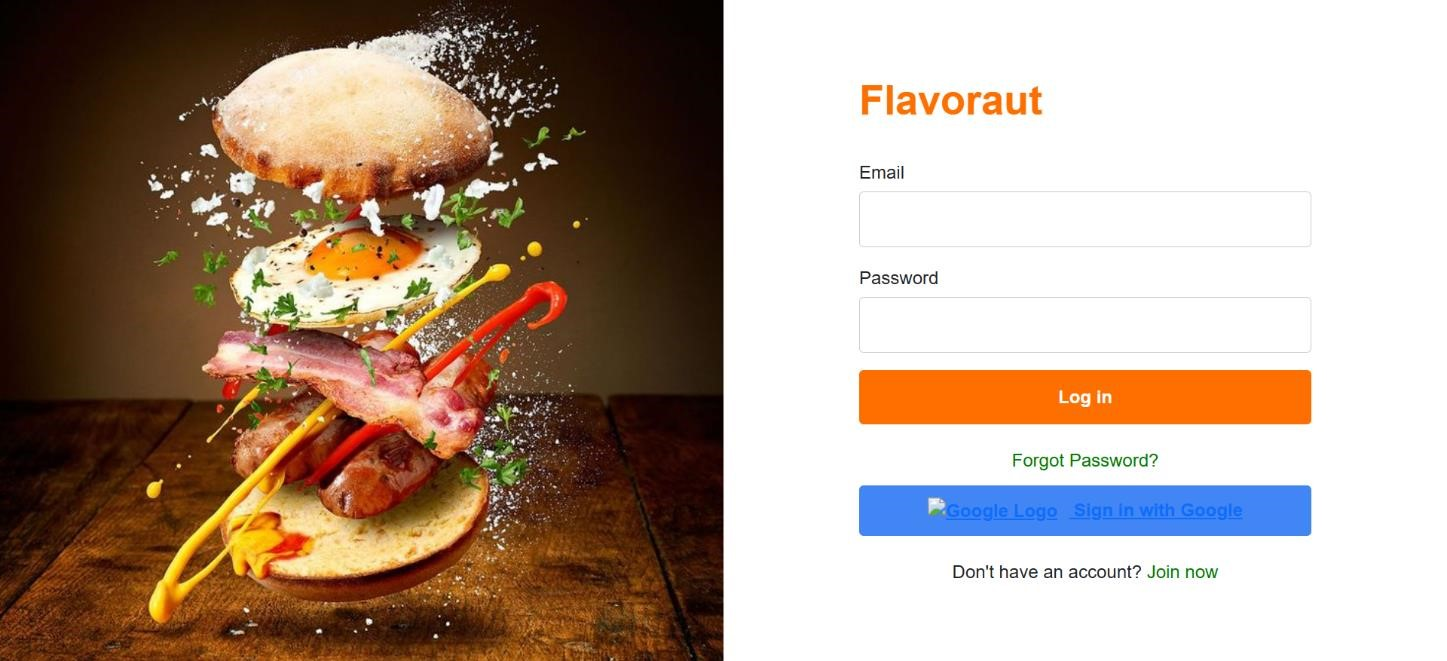 Flavoraut
Email
Password
Log in
Forgot Password?
Google Logo Sign in with Google
Don't have an account? Join now